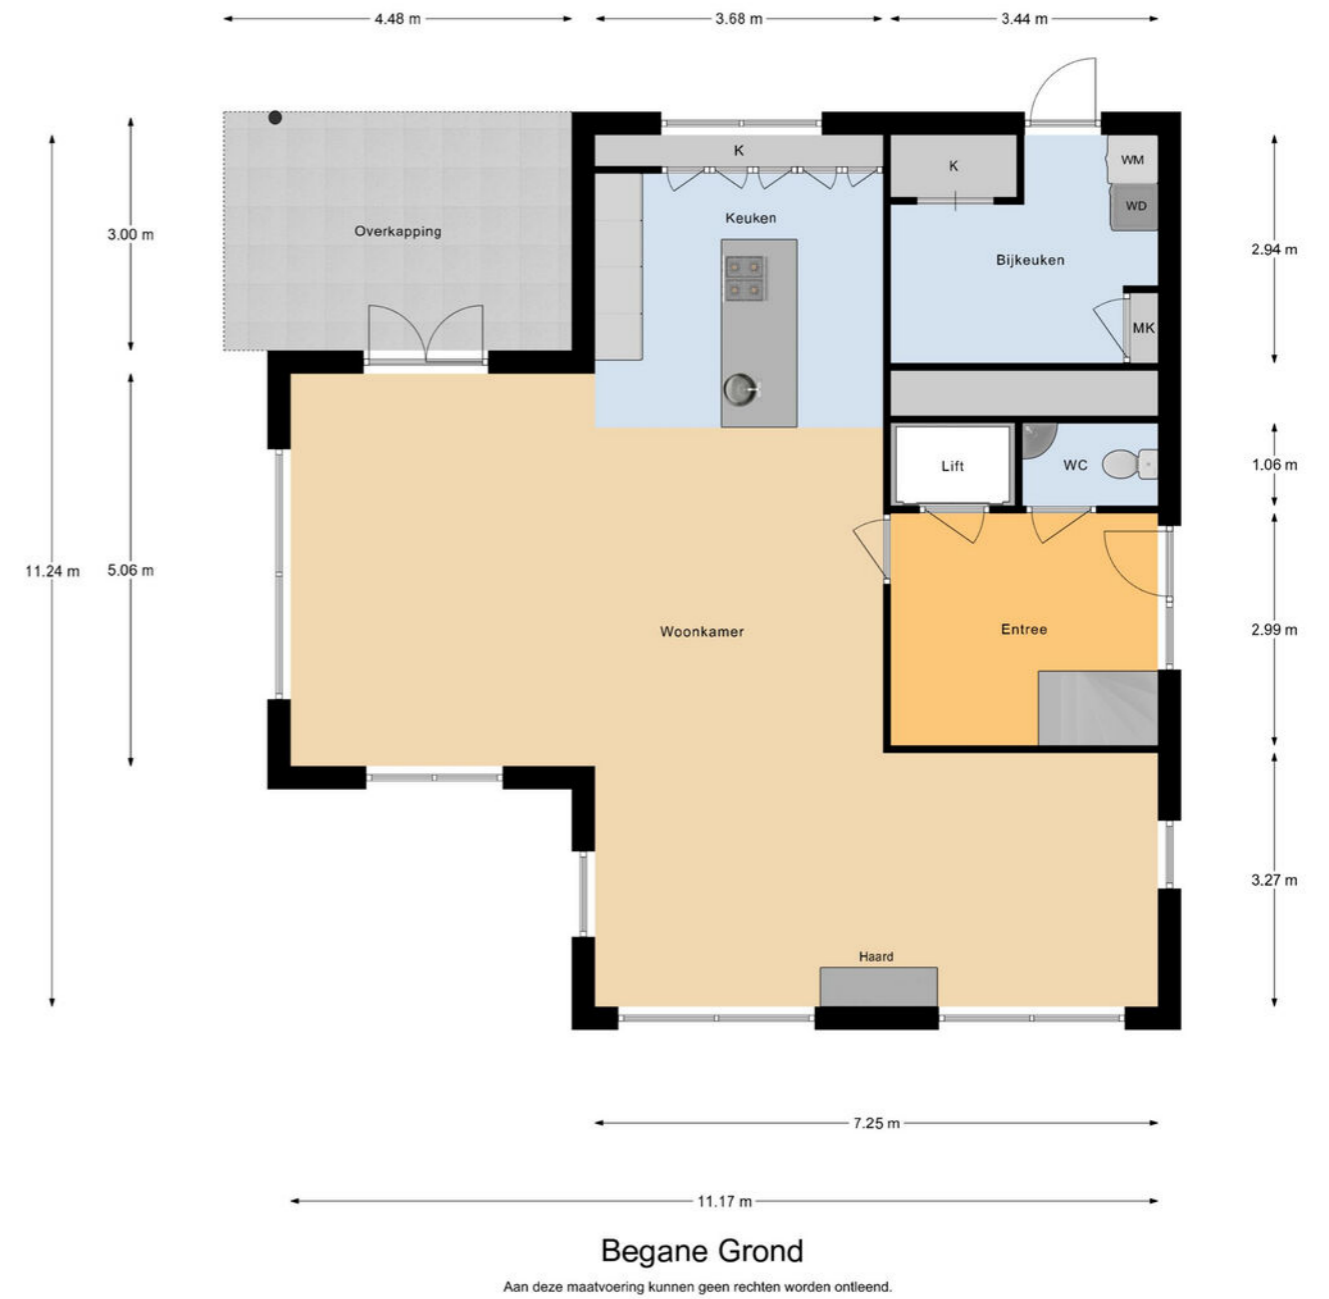 4.48 m
3.68 m
3.44 m
K
K
WM
WD
Keuken
Overkapping
3.00 m
2.94 m
Bijkeuken
MK
Lift
WC
1.06 m
11.24 m
5.06 m
Woonkamer
Entree
2.99 m
3.27 m
Haard
7.25 m
11.17 m
Begane Grond
Aan deze maatvoering kunnen geen rechten worden ontleend.